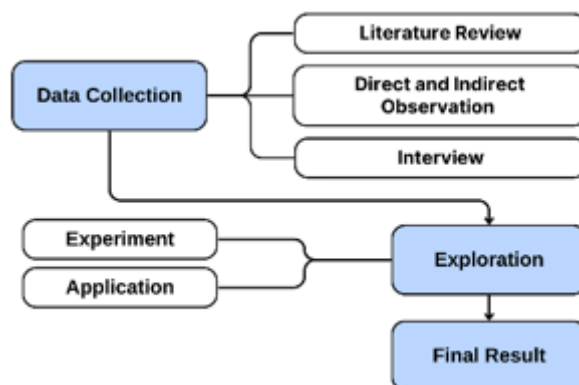 Literature Review
Data Collection
Direct and Indirect
Observation
Interview
Experiment
Exploration
Application
Final Result